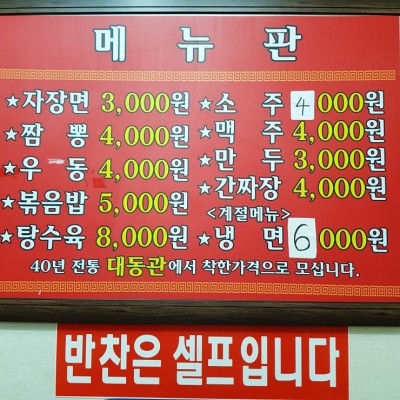 메뉴판
★자장면 3,000원 ★소주 4,000원
★짬뽕 4,000원 ★맥주 4,000원
★우동 4,000원 ★만두 3,000원
★볶음밥 5,000원 ★간짜장 4,000원
<계절메뉴>
★탕수육 8,000원 ★냉면 6,000원
40년 전통 대동관에서 착한가격으로 모십니다.
반찬은 셀프입니다